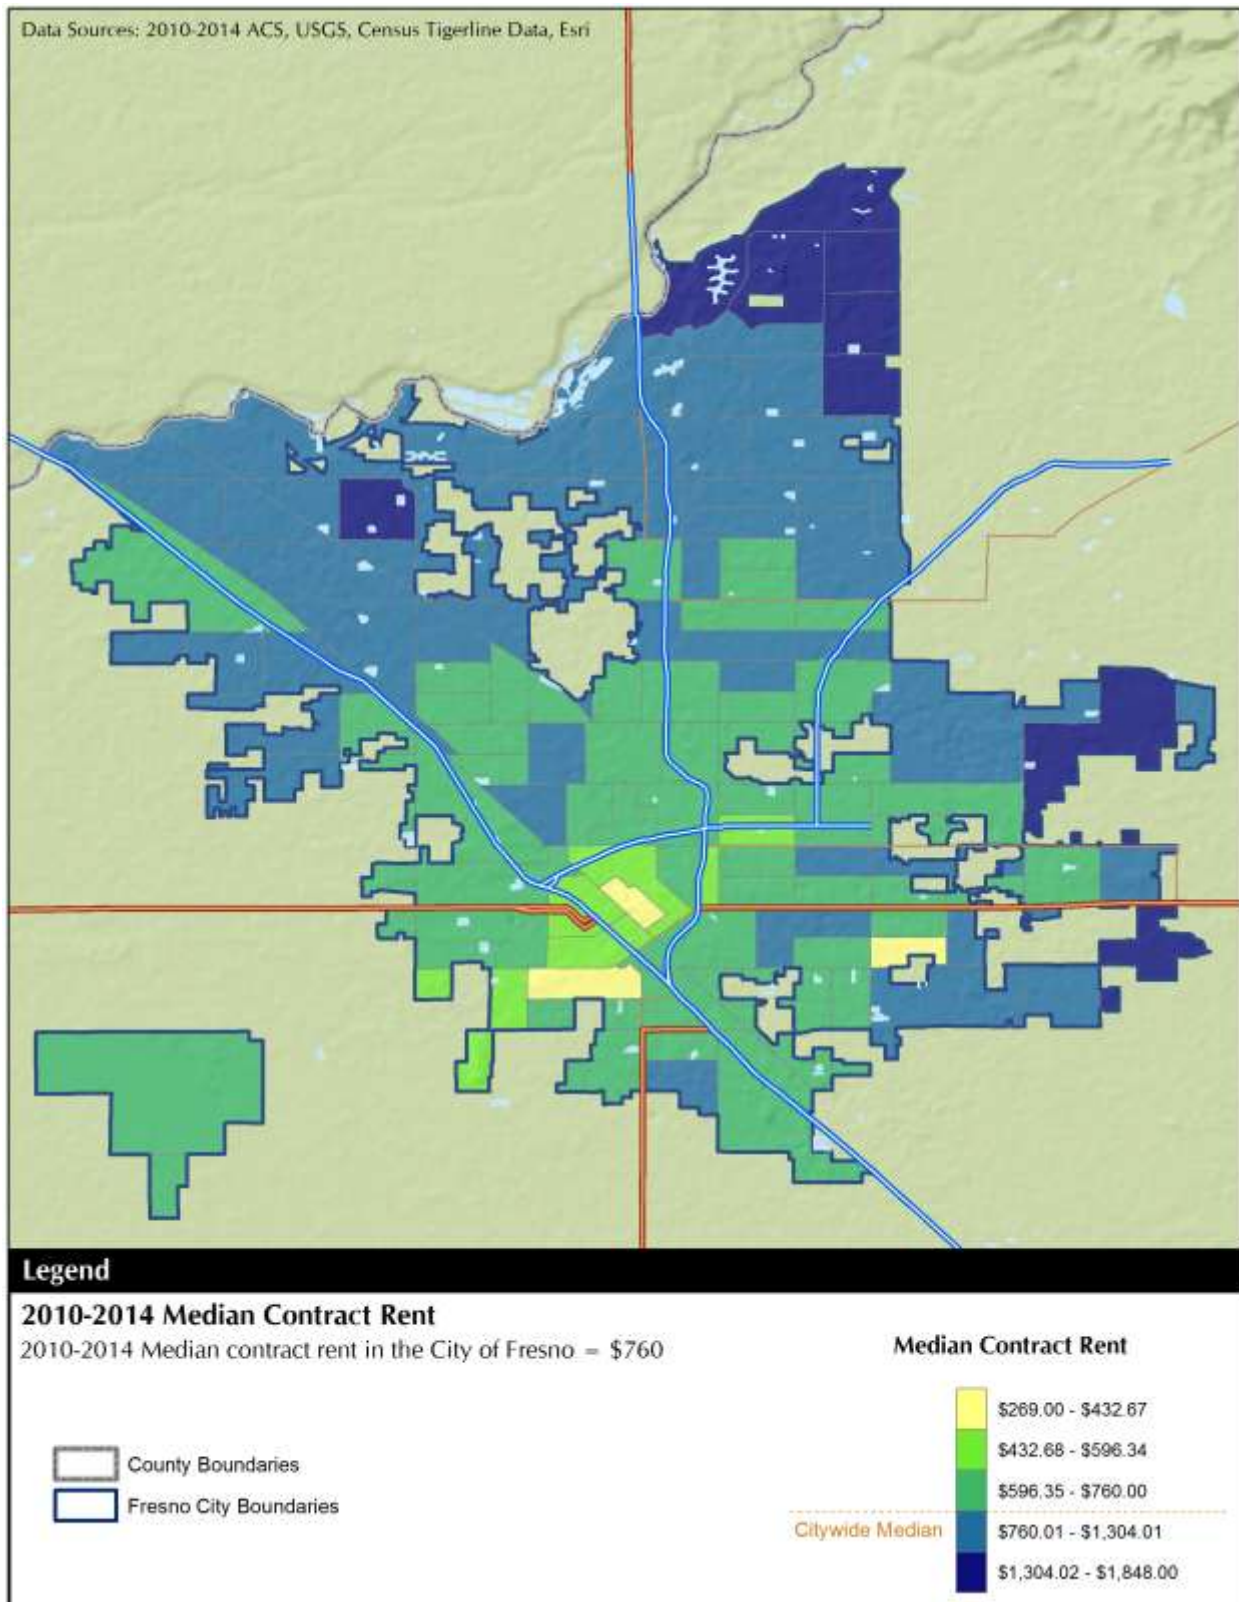 Data Sources: 2010-2014 ACS, USGS, Census Tigerline Data, Esri
Legend
2010-2014 Median Contract Rent
2010-2014 Median contract rent in the City of Fresno = $760
County Boundaries
Fresno City Boundaries
Median Contract Rent
$269.00 - $432.67
$432.68 - $596.34
$596.35 - $760.00
Citywide Median
$760.01 - $1,304.01
$1,304.02 - $1,848.00